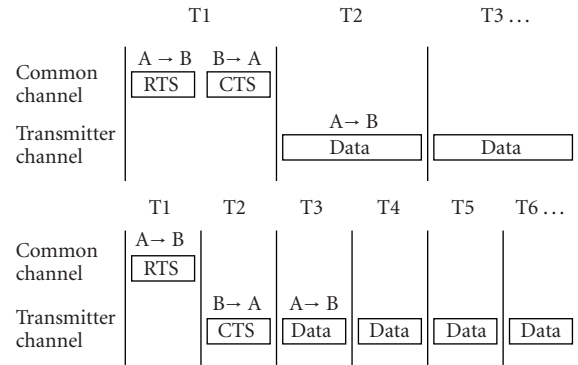 T1 T2 T3 ...
A → B B→ A
Common
channel
RTS CTS
A→ B
Transmitter
channel
Data Data
T1 T2 T3 T4 T5 T6 ...
A→ B
Common
channel
RTS
B→ A A→ B
Transmitter
channel
CTS Data Data Data Data